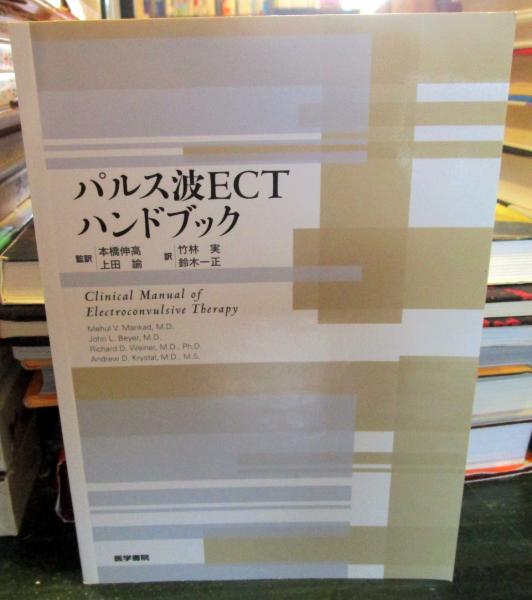 パルス波ECT
ハンドブック
監訳 本橋伸高 上田 諭 訳 竹林 実 鈴木一正
Clinical Manual of
Electroconvulsive Therapy
Mehul V. Mankad, M.D.
John L. Beyer, M.D.
Richard D. Weiner, M.D., Ph.D.
Andrew D. Krystal, M.D., M.S.
医学書院